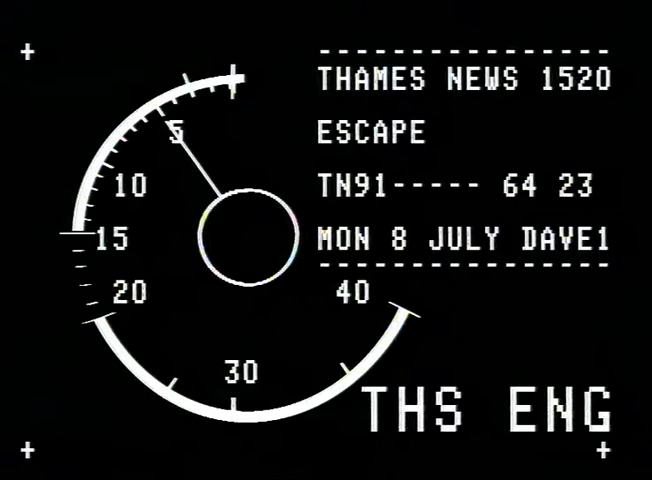 THAMES NEWS 1520
ESCAPE
TN91----- 64 23
MON 8 JULY DAVE1
5
10
15
20
30
40
THS ENG